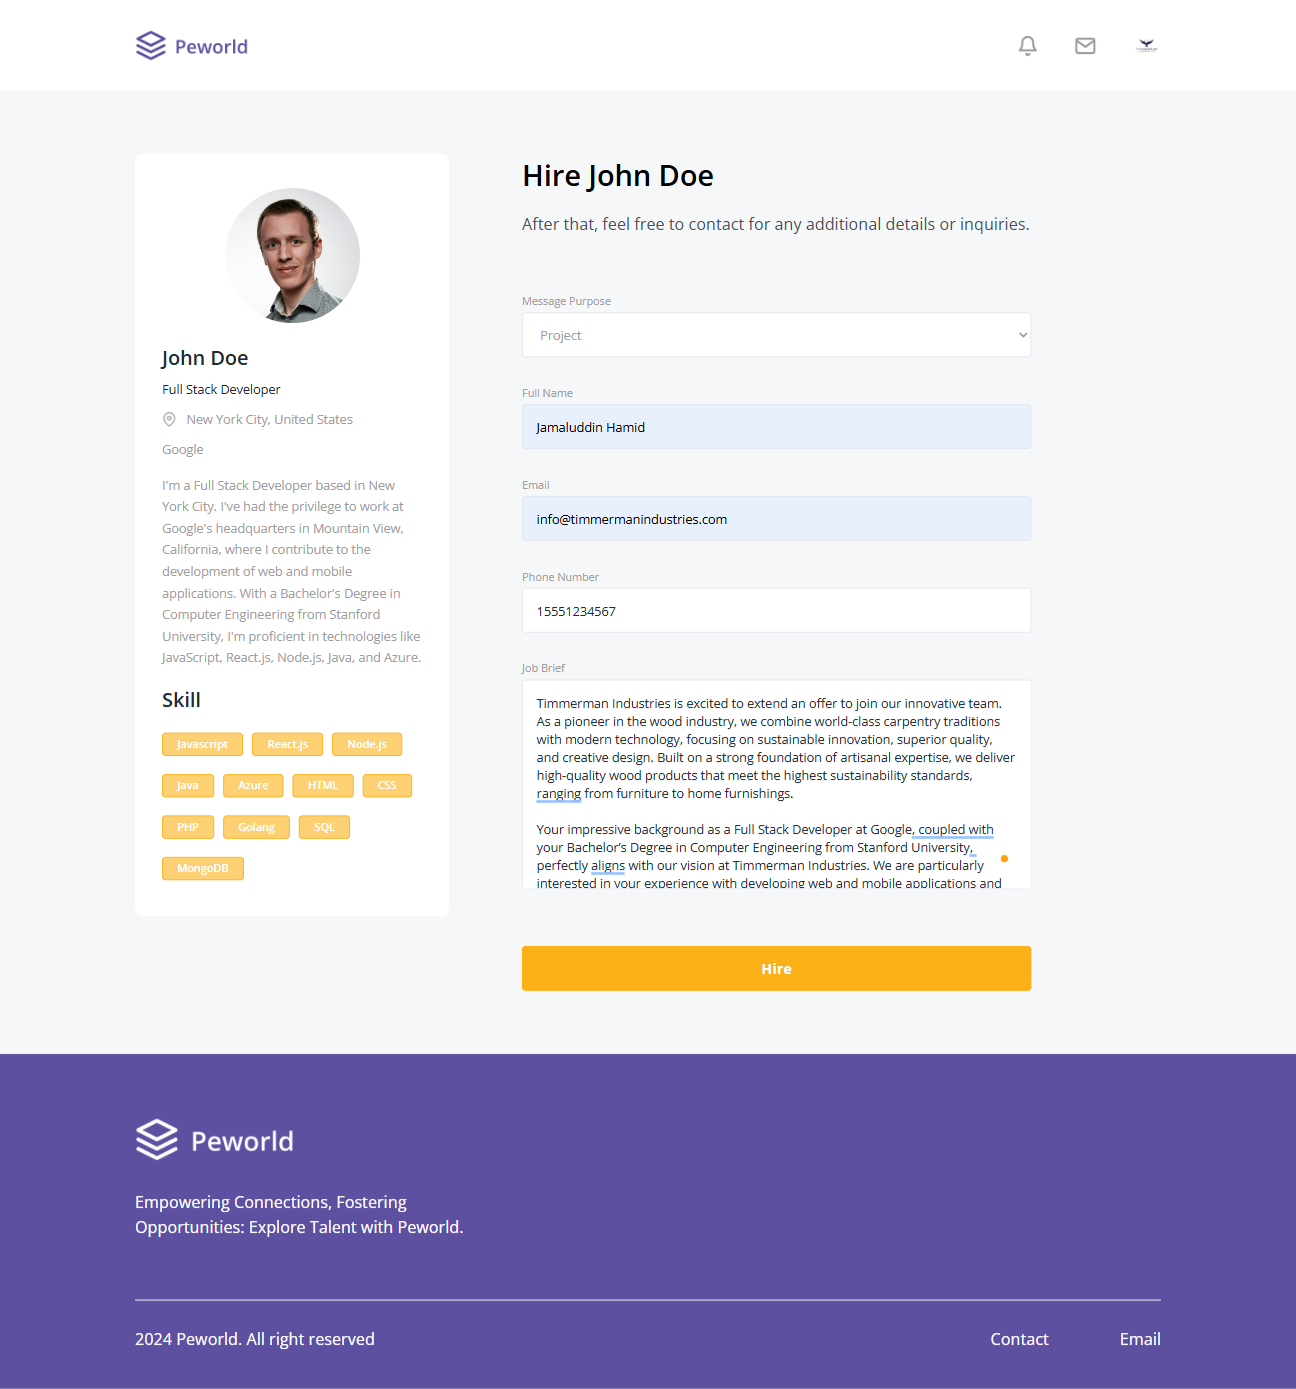 Peworld
Hire John Doe
After that, feel free to contact for any additional details or inquiries.
John Doe
Full Stack Developer
New York City, United States
Google
I'm a Full Stack Developer based in New
York City. I've had the privilege to work at
Google's headquarters in Mountain View,
California, where I contribute to the
development of web and mobile
applications. With a Bachelor's Degree in
Computer Engineering from Stanford
University, I'm proficient in technologies like
JavaScript, React.js, Node.js, Java, and Azure.
Skill
Javascript React.js Node.js
Java Azure HTML CSS
PHP Golang SQL
MongoDB
Message Purpose
Project
Full Name
Jamaluddin Hamid
Email
info@timmermanindustries.com
Phone Number
15551234567
Job Brief
Timmerman Industries is excited to extend an offer to join our innovative team.
As a pioneer in the wood industry, we combine world-class carpentry traditions
with modern technology, focusing on sustainable innovation, superior quality,
and creative design. Built on a strong foundation of artisanal expertise, we deliver
high-quality wood products that meet the highest sustainability standards,
ranging from furniture to home furnishings.
Your impressive background as a Full Stack Developer at Google, coupled with
your Bachelor's Degree in Computer Engineering from Stanford University,
perfectly aligns with our vision at Timmerman Industries. We are particularly
interested in your experience with developing web and mobile applications and
Hire
Peworld
Empowering Connections, Fostering
Opportunities: Explore Talent with Peworld.
2024 Peworld. All right reserved
Contact
Email